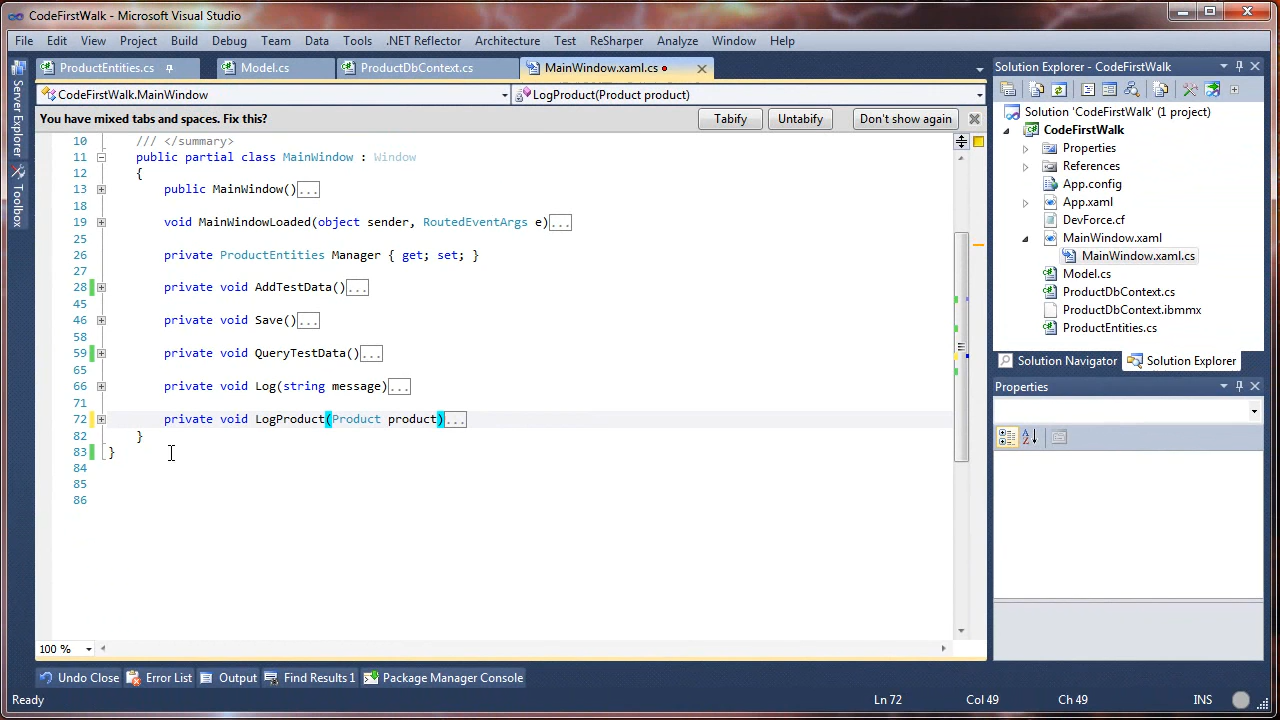 CodeFirstWalk - Microsoft Visual Studio
File Edit View Project Build Debug Team Data Tools .NET Reflector Architecture Test ReSharper Analyze Window Help
Server Explorer
Toolbox
ProductEntities.cs Model.cs ProductDbContext.cs MainWindow.xaml.cs
CodeFirstWalk.MainWindow LogProduct(Product product)
You have mixed tabs and spaces. Fix this? Tabify Untabify Don't show again
10 /// </summary>
11 public partial class MainWindow : Window
12 {
13 public MainWindow()...
18
19 void MainWindowLoaded(object sender, RoutedEventArgs e)...
25
26 private ProductEntities Manager { get; set; }
27
28 private void AddTestData()...
45
46 private void Save()...
58
59 private void QueryTestData()...
65
66 private void Log(string message)...
71
72 private void LogProduct(Product product)...
82 }
83 }
84
85
86
100 %
Solution Explorer - CodeFirstWalk
Solution 'CodeFirstWalk' (1 project)
CodeFirstWalk
Properties
References
App.config
App.xaml
DevForce.cf
MainWindow.xaml
MainWindow.xaml.cs
Model.cs
ProductDbContext.cs
ProductDbContext.ibmmx
ProductEntities.cs
Solution Navigator Solution Explorer
Properties
Undo Close Error List Output Find Results 1 Package Manager Console
Ready Ln 72 Col 49 Ch 49 INS